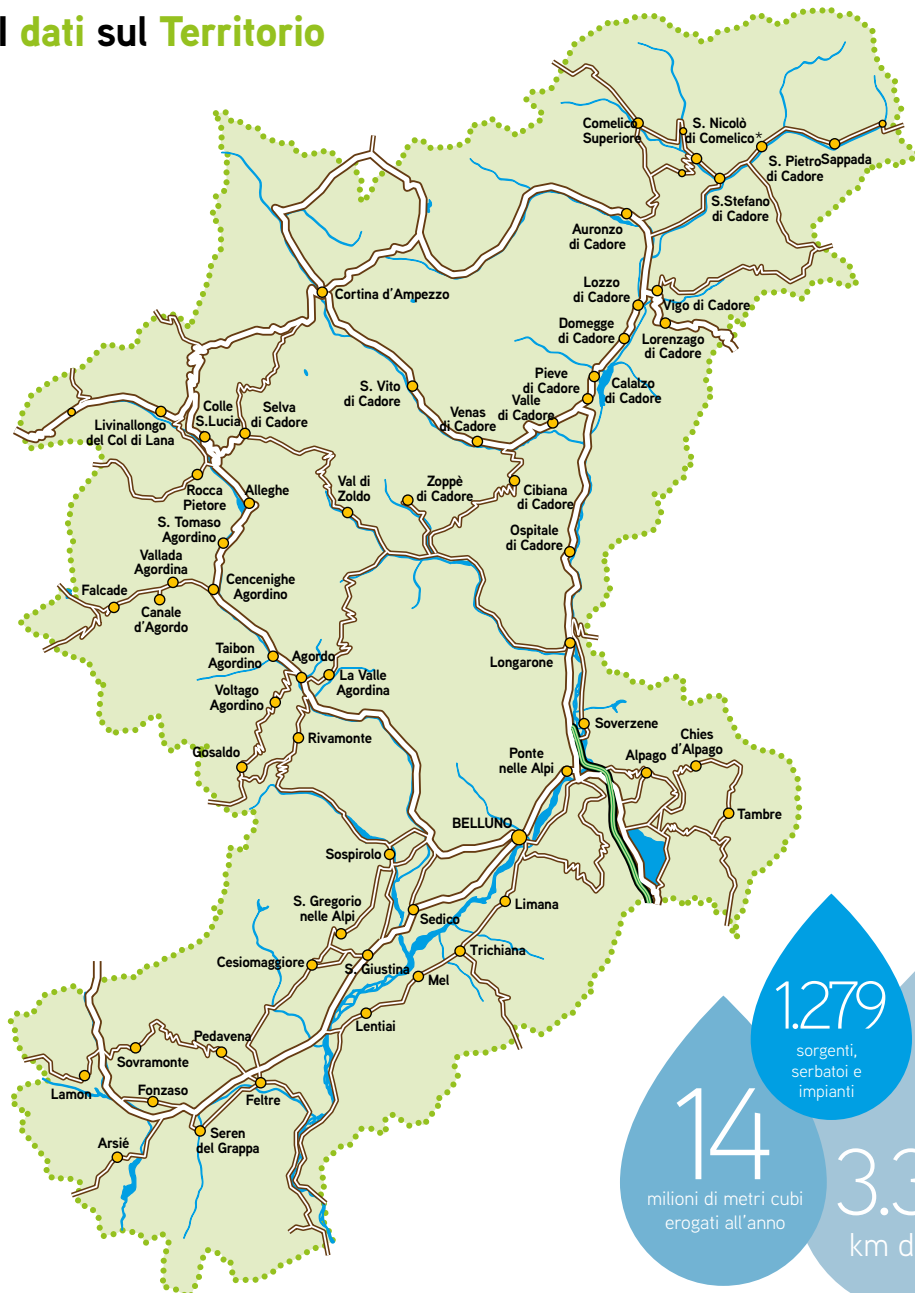 I dati sul Territorio
Comelico
Superiore
S. Nicolò
di Comelico*
S. Pietro
di Cadore
Sappada
S.Stefano
di Cadore
Auronzo
di Cadore
Lozzo
di Cadore
Vigo di Cadore
Cortina d'Ampezzo
Domegge
di Cadore
Lorenzago
di Cadore
Pieve
di Cadore
Calalzo
di Cadore
S. Vito
di Cadore
Valle
di Cadore
Venas
di Cadore
Livinallongo
del Col di Lana
Colle
S.Lucia
Selva
di Cadore
Rocca
Pietore
Alleghe
Val di
Zoldo
Zoppè
di Cadore
Cibiana
di Cadore
S. Tomaso
Agordino
Ospitale
di Cadore
Vallada
Agordina
Falcade
Cencenighe
Agordino
Canale
d'Agordo
Taibon
Agordino
Agordo
La Valle
Agordina
Longarone
Voltago
Agordino
Rivamonte
Gosaldo
Soverzene
Ponte
nelle Alpi
Alpago
Chies
d'Alpago
Tambre
BELLUNO
Sospirolo
S. Gregorio
nelle Alpi
Sedico
Limana
Cesiomaggiore
S. Giustina
Trichiana
Mel
Lentiai
Pedavena
Sovramonte
Lamon
Fonzaso
Feltre
Arsié
Seren
del Grappa
1.279
sorgenti,
serbatoi e
impianti
14
milioni di metri cubi
erogati all'anno
3.3
km d